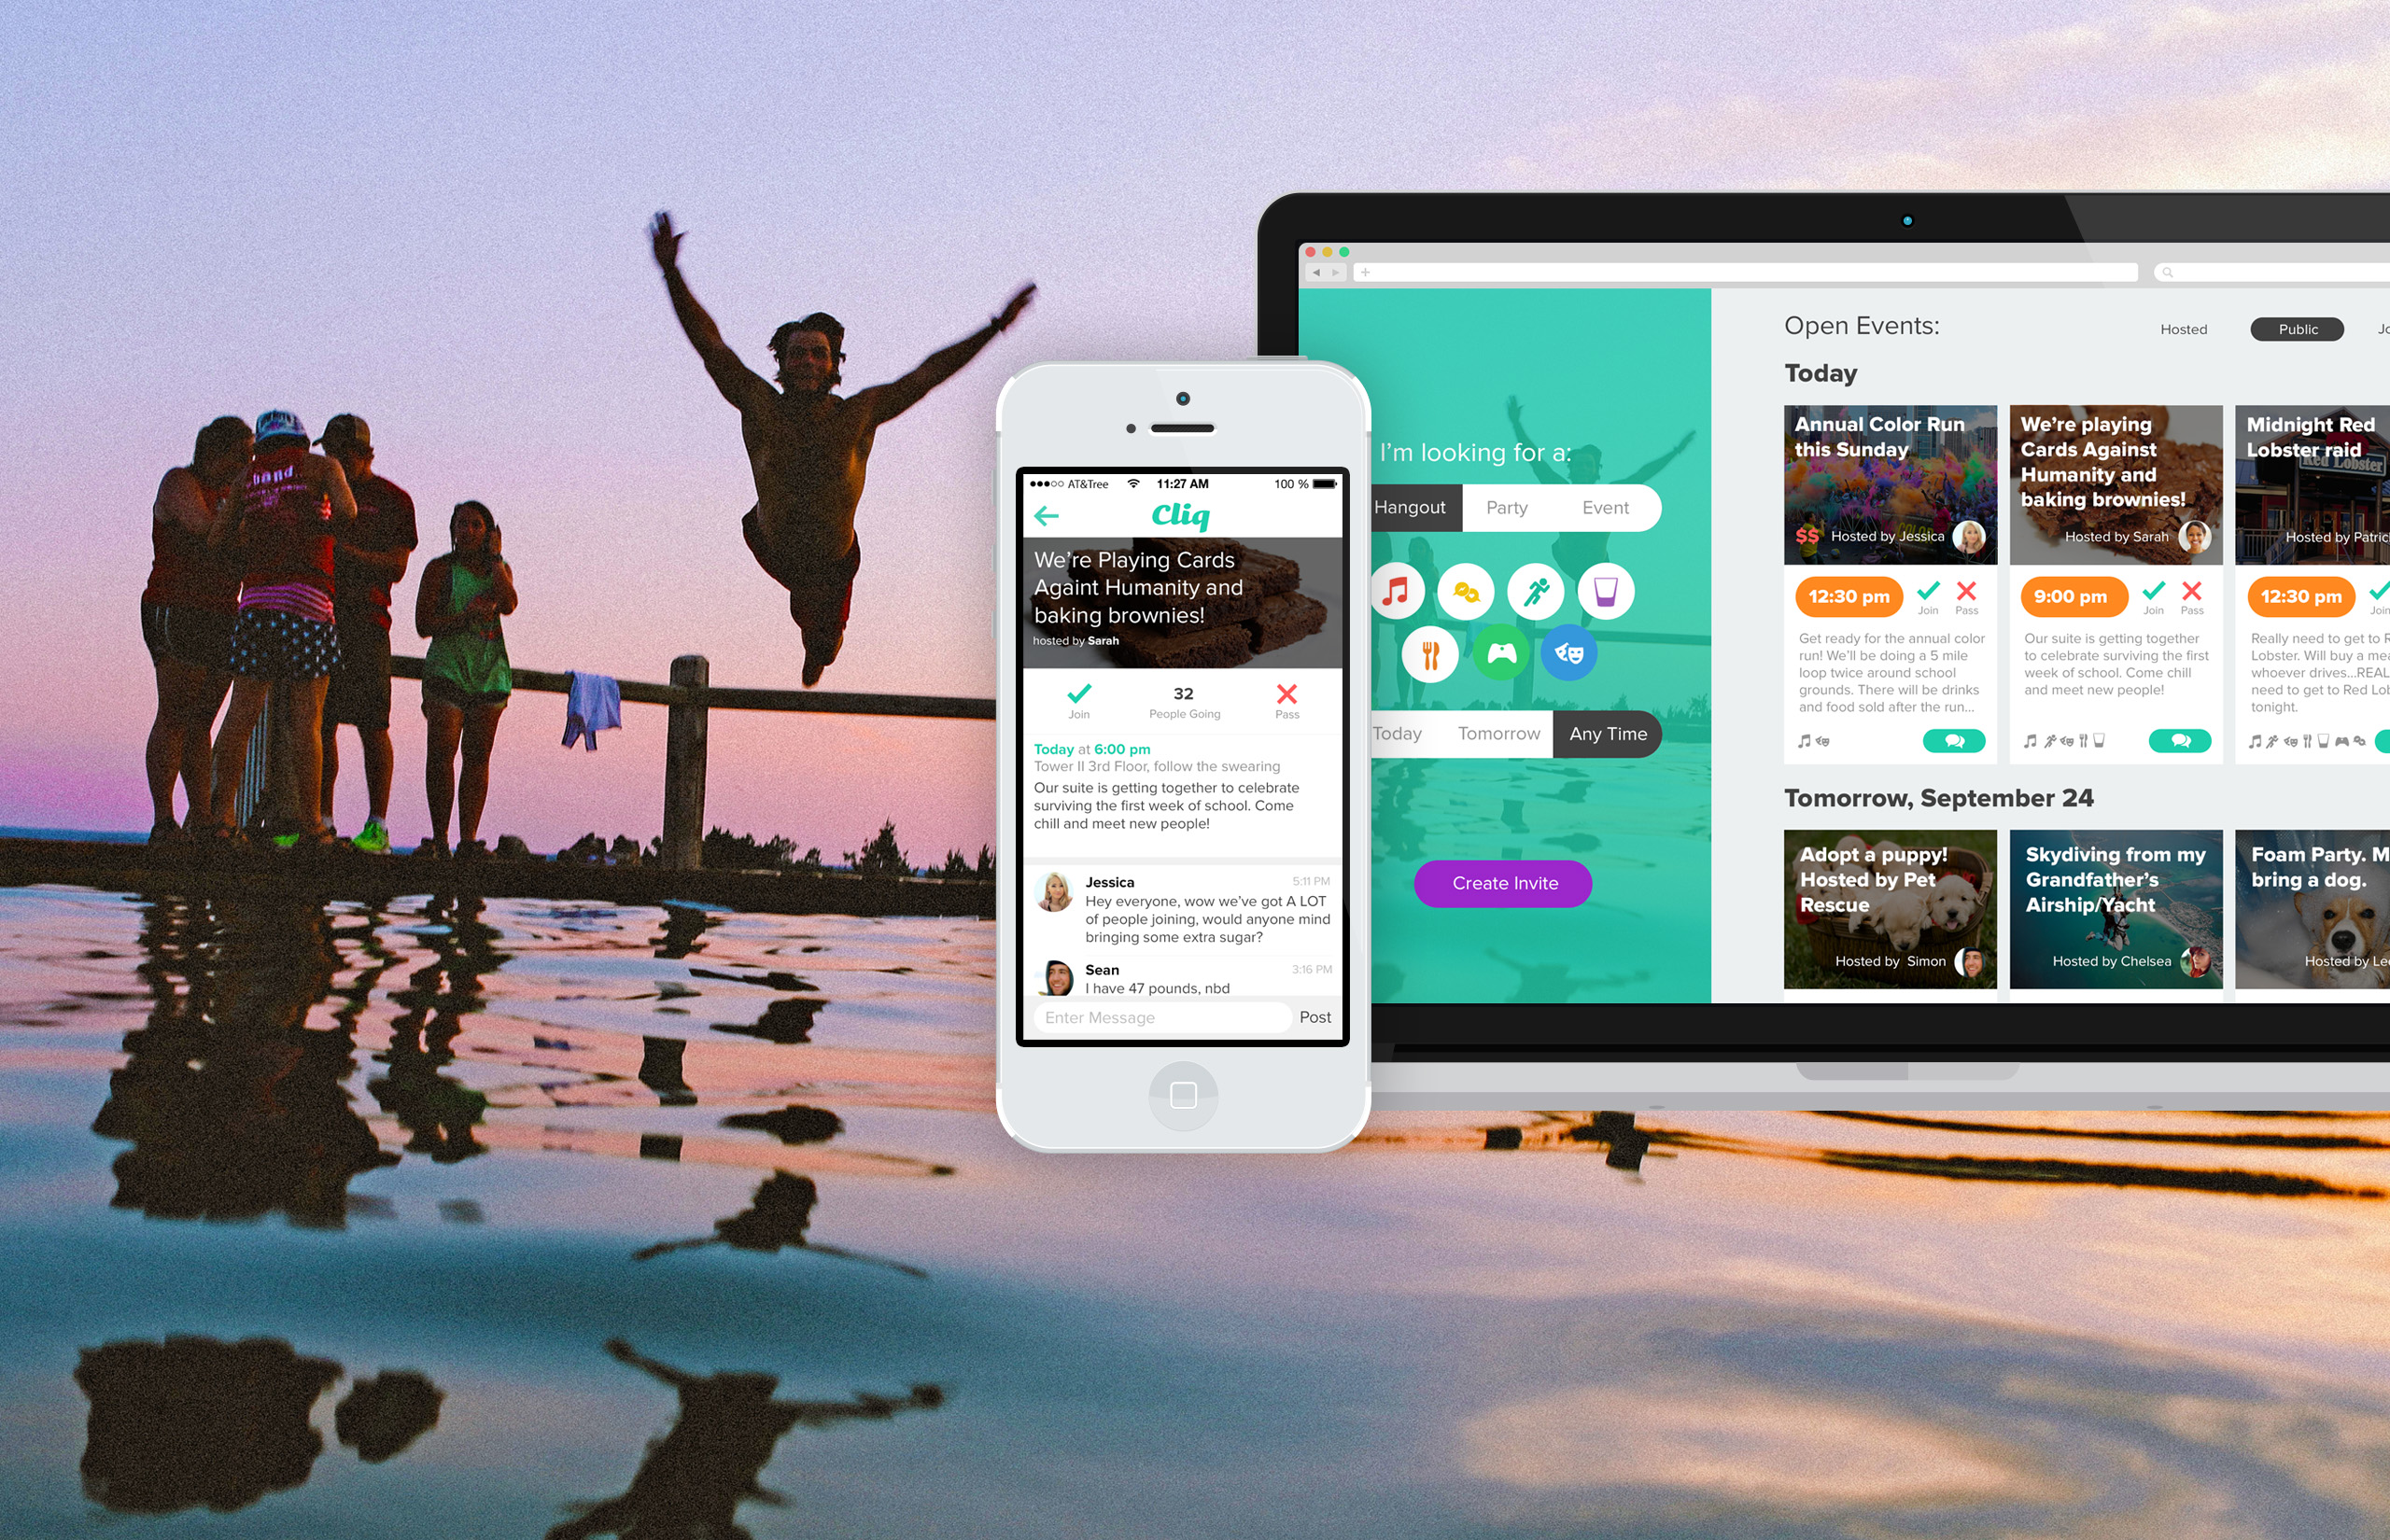 ●●●○○ AT&Tree 11:27 AM 100 %
Cliq
We're Playing Cards
Againt Humanity and
baking brownies!
hosted by Sarah
32
Join People Going Pass
Today at 6:00 pm
Tower II 3rd Floor, follow the swearing
Our suite is getting together to celebrate
surviving the first week of school. Come
chill and meet new people!
Jessica 5:11 PM
Hey everyone, wow we've got A LOT
of people joining, would anyone mind
bringing some extra sugar?
Sean 3:16 PM
I have 47 pounds, nbd
Enter Message Post
I'm looking for a:
Hangout Party Event
Today Tomorrow Any Time
Create Invite
Open Events:
Hosted Public Jo
Today
Annual Color Run
this Sunday
$$ Hosted by Jessica
12:30 pm Join Pass
Get ready for the annual color
run! We'll be doing a 5 mile
loop twice around school
grounds. There will be drinks
and food sold after the run...
We're playing
Cards Against
Humanity and
baking brownies!
Hosted by Sarah
9:00 pm Join Pass
Our suite is getting together
to celebrate surviving the first
week of school. Come chill
and meet new people!
Midnight Red
Lobster raid
Red Lobster
Hosted by Patric
12:30 pm Join
Really need to get to R
Lobster. Will buy a mea
whoever drives...REAL
need to get to Red Lob
tonight.
Tomorrow, September 24
Adopt a puppy!
Hosted by Pet
Rescue
Hosted by Simon
Skydiving from my
Grandfather's
Airship/Yacht
Hosted by Chelsea
Foam Party. M
bring a dog.
Hosted by Le